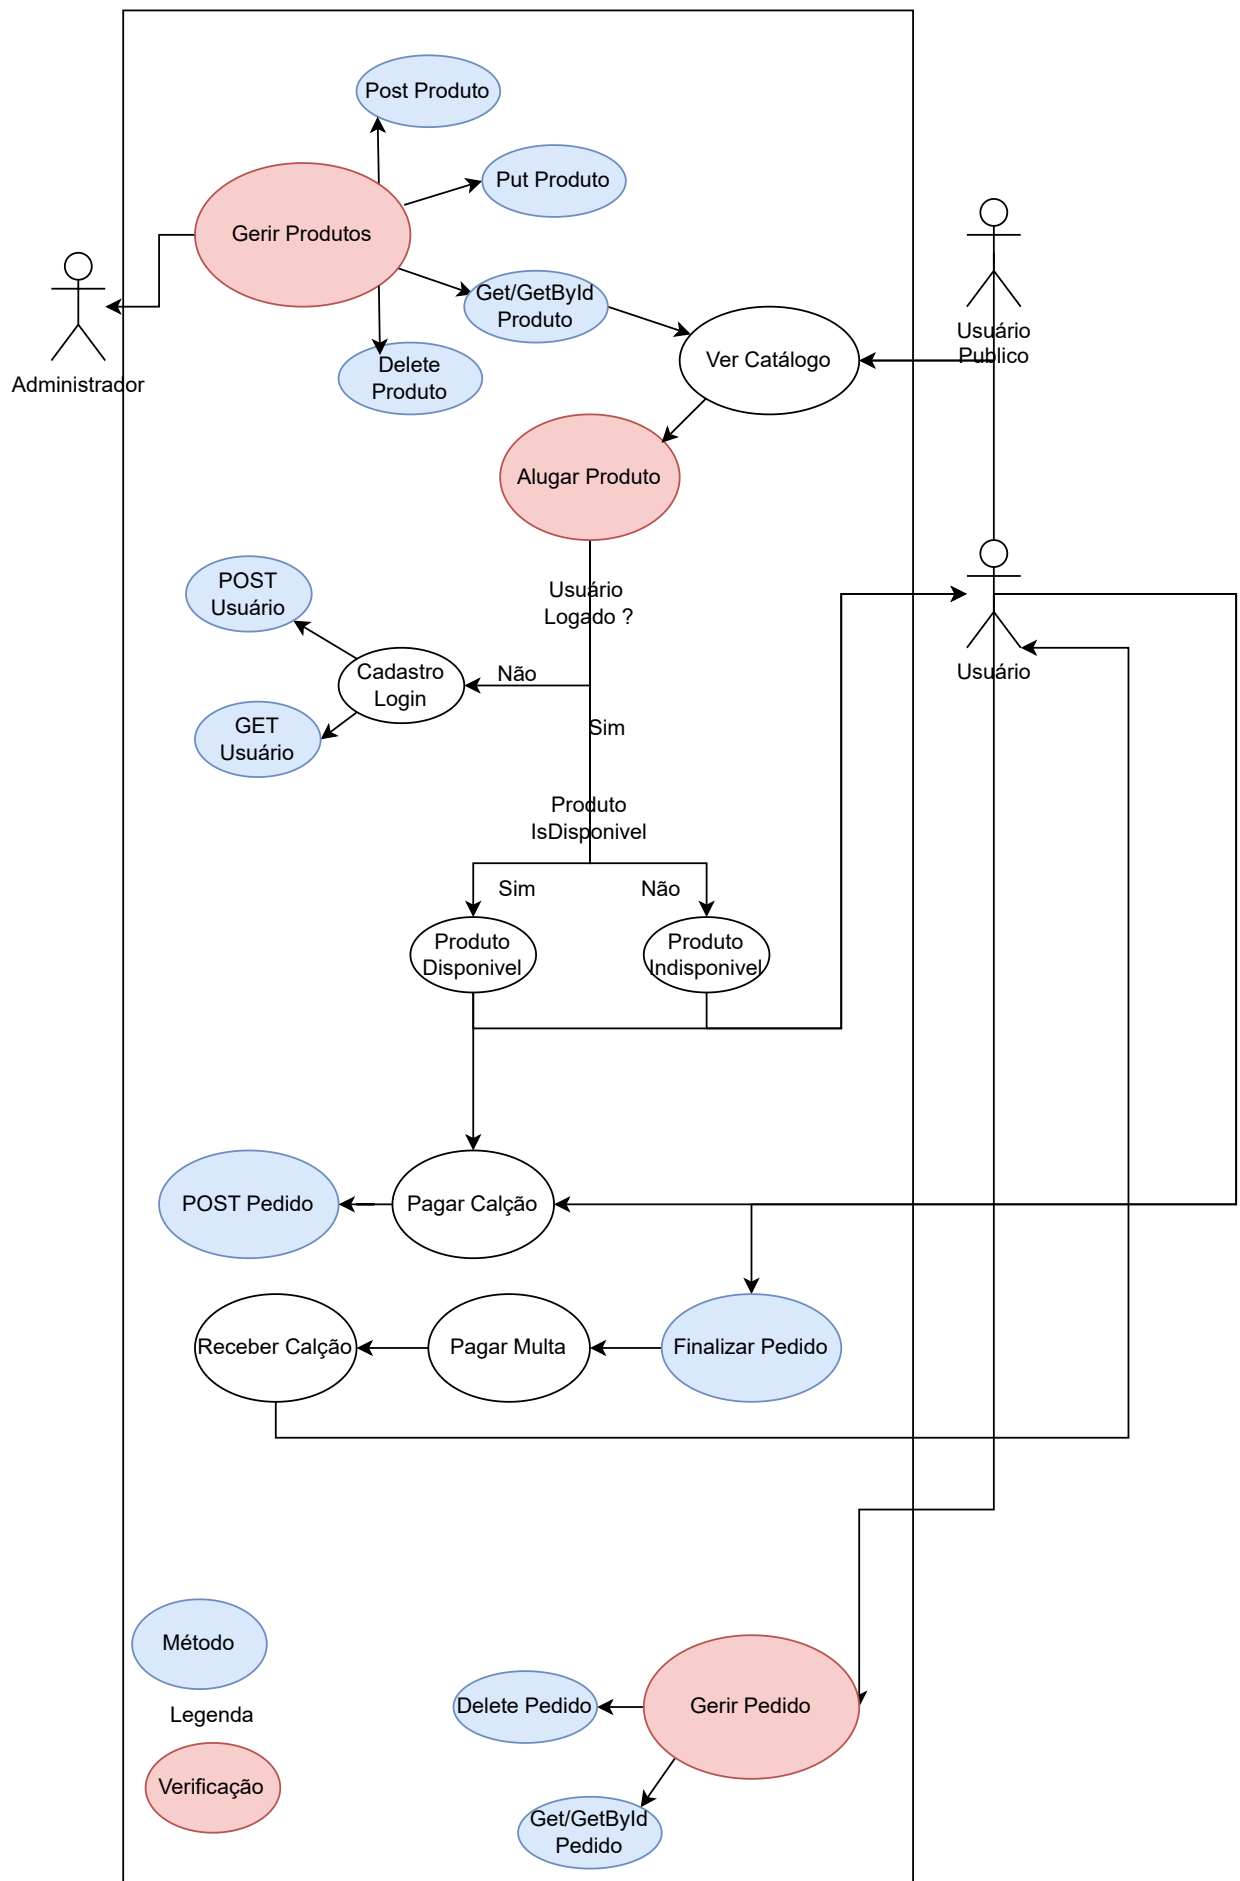 Post Produto
Put Produto
Gerir Produtos
Get/GetById
Produto
Usuário
Publico
Ver Catálogo
Delete
Produto
Administrador
Alugar Produto
POST
Usuário
Usuário
Logado ?
Cadastro
Login
Não
Usuário
GET
Usuário
Sim
Produto
IsDisponivel
Sim
Não
Produto
Disponivel
Produto
Indisponivel
POST Pedido
Pagar Calção
Receber Calção
Pagar Multa
Finalizar Pedido
Método
Legenda
Delete Pedido
Gerir Pedido
Verificação
Get/GetById
Pedido